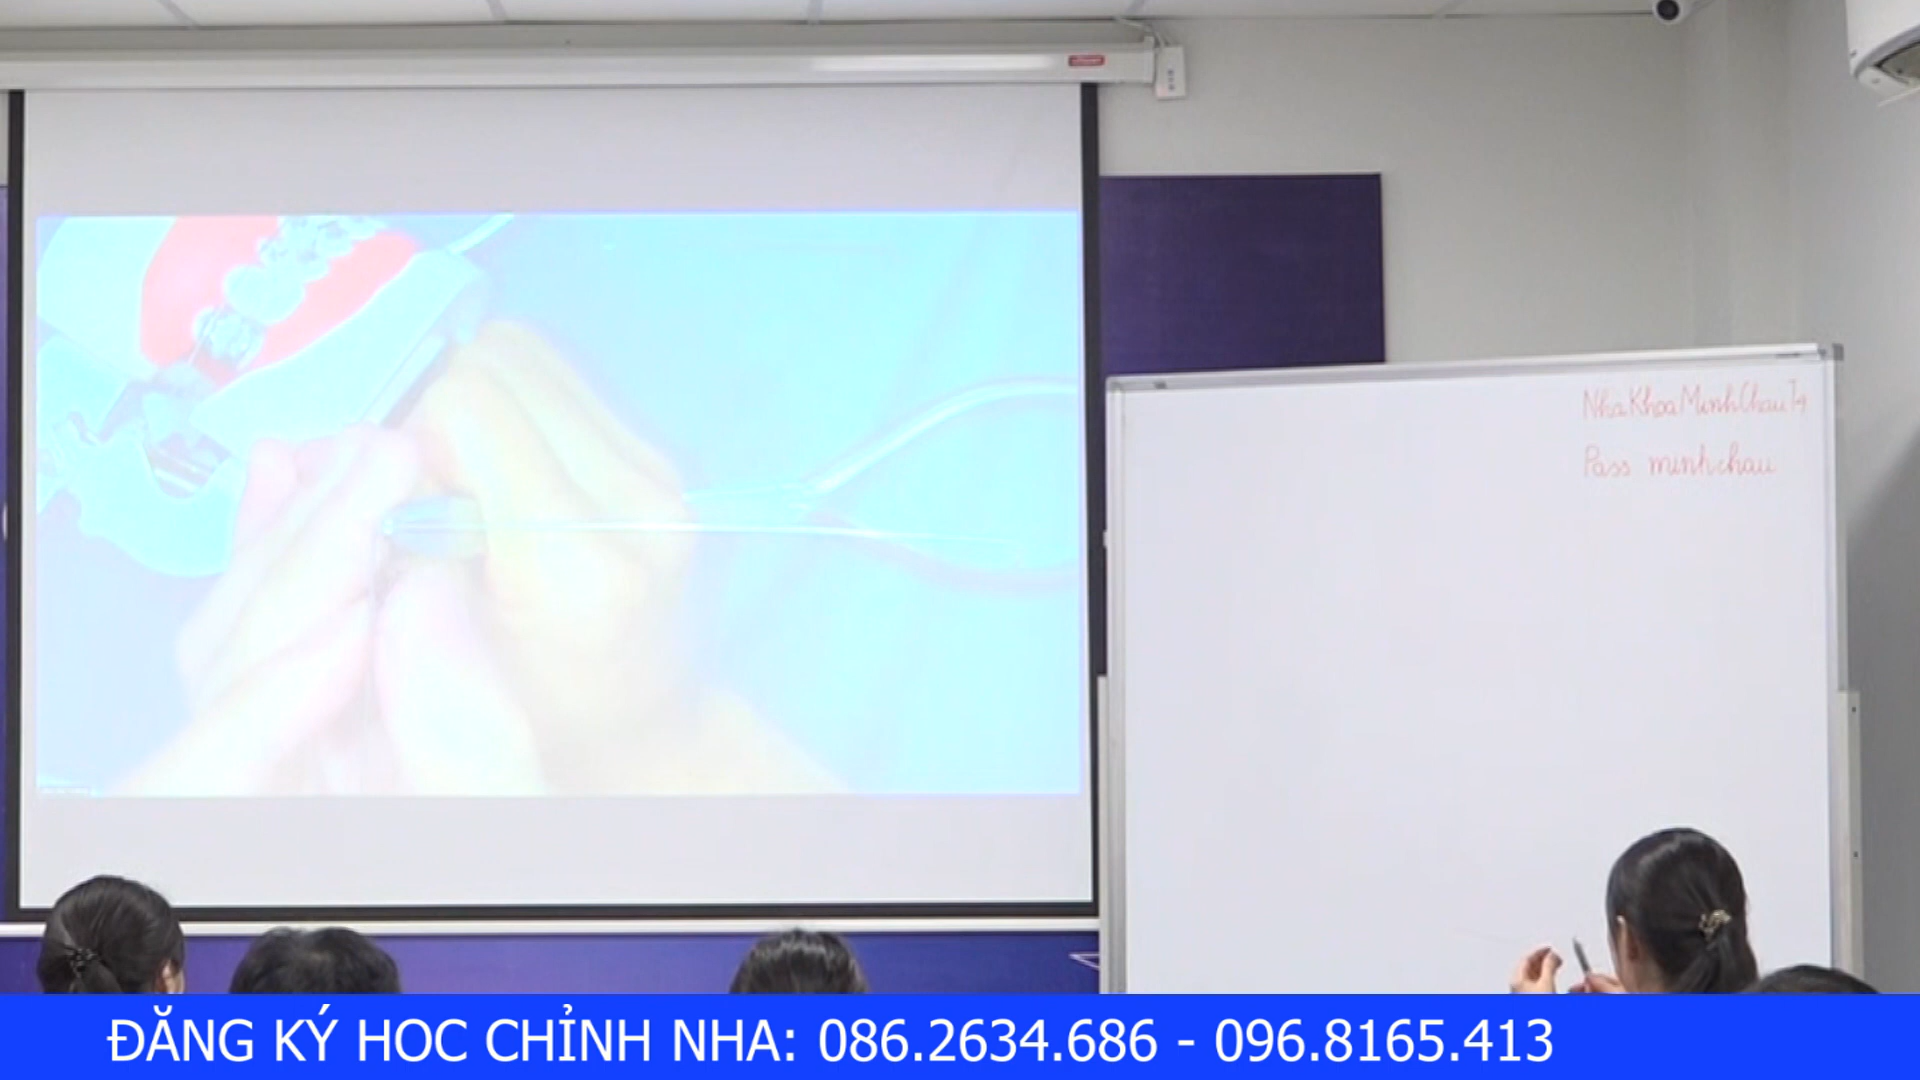 Nha Khoa Minh Chau T4
Pass minhchau
ĐĂNG KÝ HOC CHỈNH NHA: 086.2634.686 - 096.8165.413